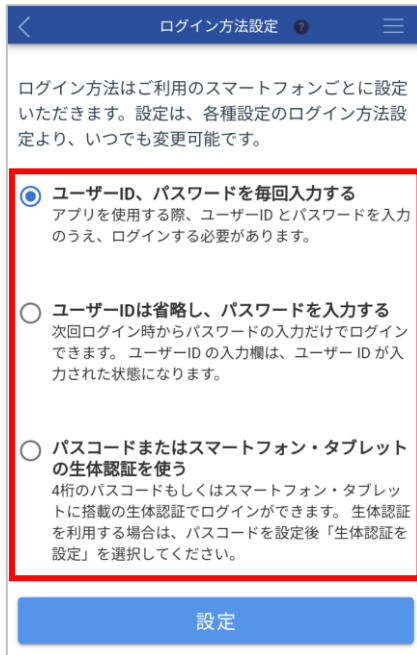 ログイン方法設定 ?
ログイン方法はご利用のスマートフォンごとに設定
いただきます。設定は、各種設定のログイン方法設
定より、いつでも変更可能です。
ユーザーID、パスワードを毎回入力する
アプリを使用する際、ユーザーID とパスワードを入力
のうえ、ログインする必要があります。
ユーザーIDは省略し、パスワードを入力する
次回ログイン時からパスワードの入力だけでログイン
できます。 ユーザーID の入力欄は、ユーザー ID が入
力された状態になります。
パスコードまたはスマートフォン・タブレット
の生体認証を使う
4桁のパスコードもしくはスマートフォン・タブレッ
トに搭載の生体認証でログインができます。 生体認証
を利用する場合は、パスコードを設定後「生体認証を
設定」を選択してください。
設定